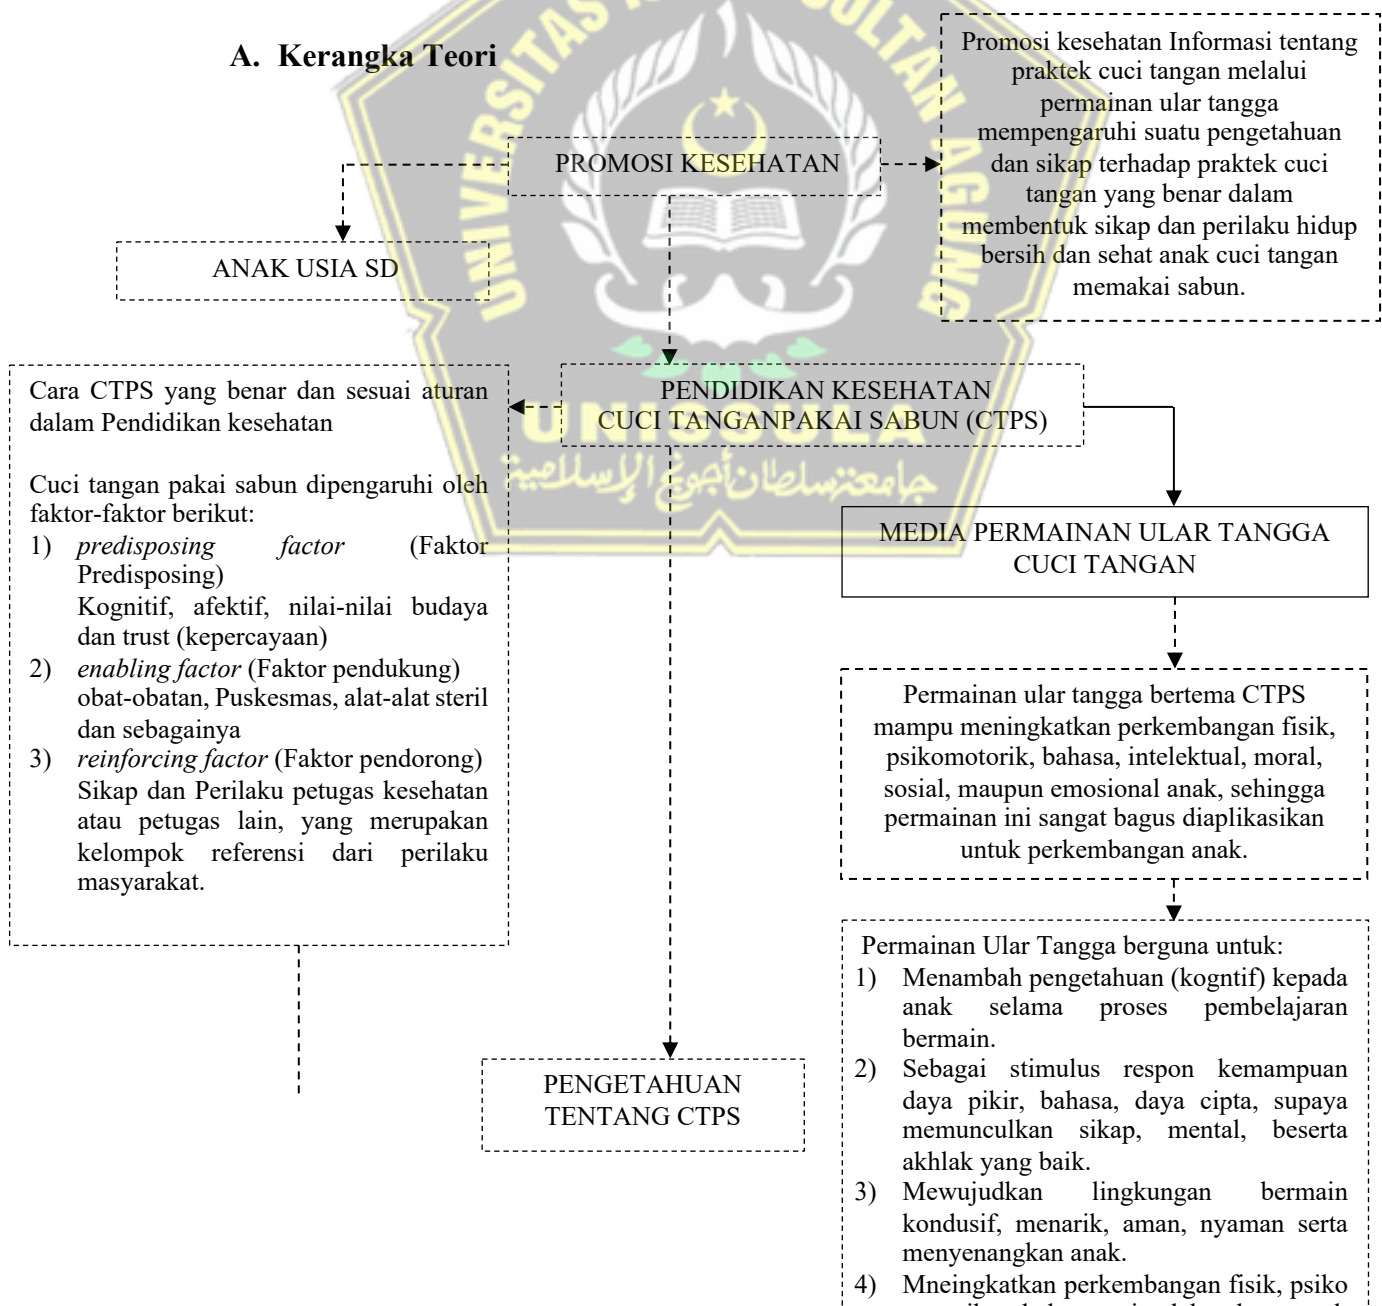 A. Kerangka Teori
Promosi kesehatan Informasi tentang
praktek cuci tangan melalui
permainan ular tangga
mempengaruhi suatu pengetahuan
dan sikap terhadap praktek cuci
tangan yang benar dalam
membentuk sikap dan perilaku hidup
bersih dan sehat anak cuci tangan
memakai sabun.
PROMOSI KESEHATAN
ANAK USIA SD
PENDIDIKAN KESEHATAN
CUCI TANGANPAKAI SABUN (CTPS)
Cara CTPS yang benar dan sesuai aturan
dalam Pendidikan kesehatan
Cuci tangan pakai sabun dipengaruhi oleh
faktor-faktor berikut:
1) predisposing factor (Faktor
Predisposing)
Kognitif, afektif, nilai-nilai budaya
dan trust (kepercayaan)
2) enabling factor (Faktor pendukung)
obat-obatan, Puskesmas, alat-alat steril
dan sebagainya
3) reinforcing factor (Faktor pendorong)
Sikap dan Perilaku petugas kesehatan
atau petugas lain, yang merupakan
kelompok referensi dari perilaku
masyarakat.
MEDIA PERMAINAN ULAR TANGGA
CUCI TANGAN
Permainan ular tangga bertema CTPS
mampu meningkatkan perkembangan fisik,
psikomotorik, bahasa, intelektual, moral,
sosial, maupun emosional anak, sehingga
permainan ini sangat bagus diaplikasikan
untuk perkembangan anak.
Permainan Ular Tangga berguna untuk:
1) Menambah pengetahuan (kogntif) kepada
anak selama proses pembelajaran
bermain.
2) Sebagai stimulus respon kemampuan
daya pikir, bahasa, daya cipta, supaya
memunculkan sikap, mental, beserta
akhlak yang baik.
3) Mewujudkan lingkungan bermain
kondusif, menarik, aman, nyaman serta
menyenangkan anak.
4) Mneingkatkan perkembangan fisik, psiko
PENGETAHUAN
TENTANG CTPS
UNISSULA
جامعة سلطان أجونج الإسلامية